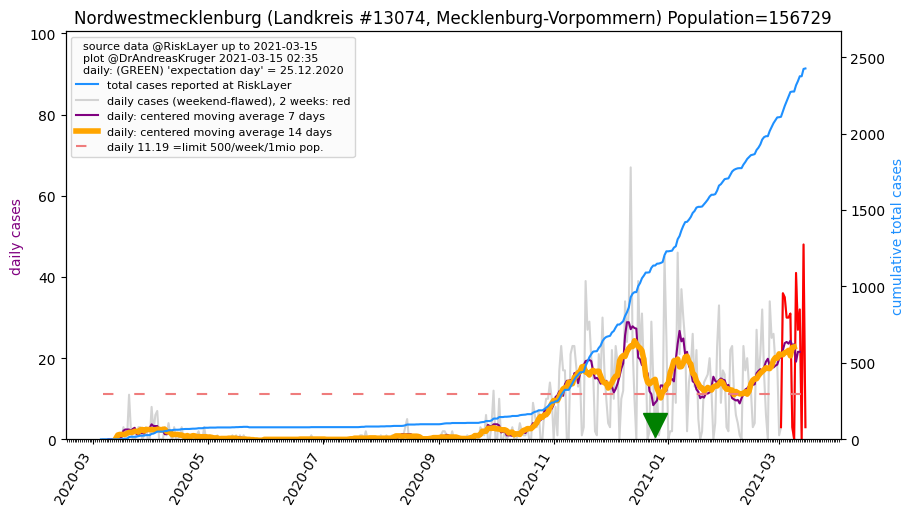 Nordwestmecklenburg (Landkreis #13074, Mecklenburg-Vorpommern) Population=156729
source data @RiskLayer up to 2021-03-15
plot @DrAndreasKruger 2021-03-15 02:35
daily: (GREEN) 'expectation day' = 25.12.2020
total cases reported at RiskLayer
daily cases (weekend-flawed), 2 weeks: red
daily: centered moving average 7 days
daily: centered moving average 14 days
daily 11.19 =limit 500/week/1mio pop.
daily cases
100
80
60
40
20
0
cumulative total cases
2500
2000
1500
1000
500
0
2020-03
2020-05
2020-07
2020-09
2020-11
2021-01
2021-03